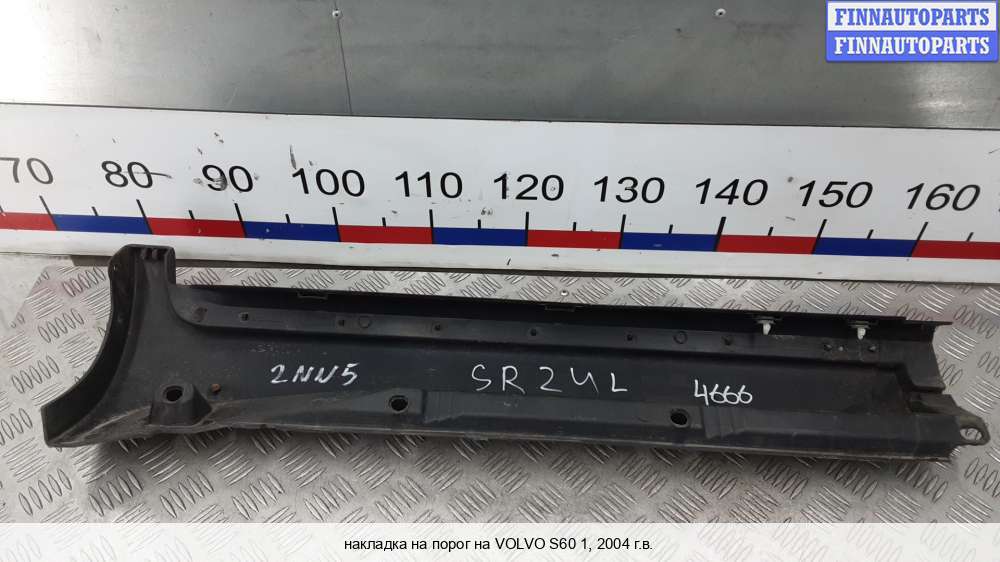 FINNAUTOPARTS
FINNAUTOPARTS
70 80 90 100 110 120 130 140 150 160
2NN5 SR24L 4666
накладка на порог на VOLVO S60 1, 2004 г.в.